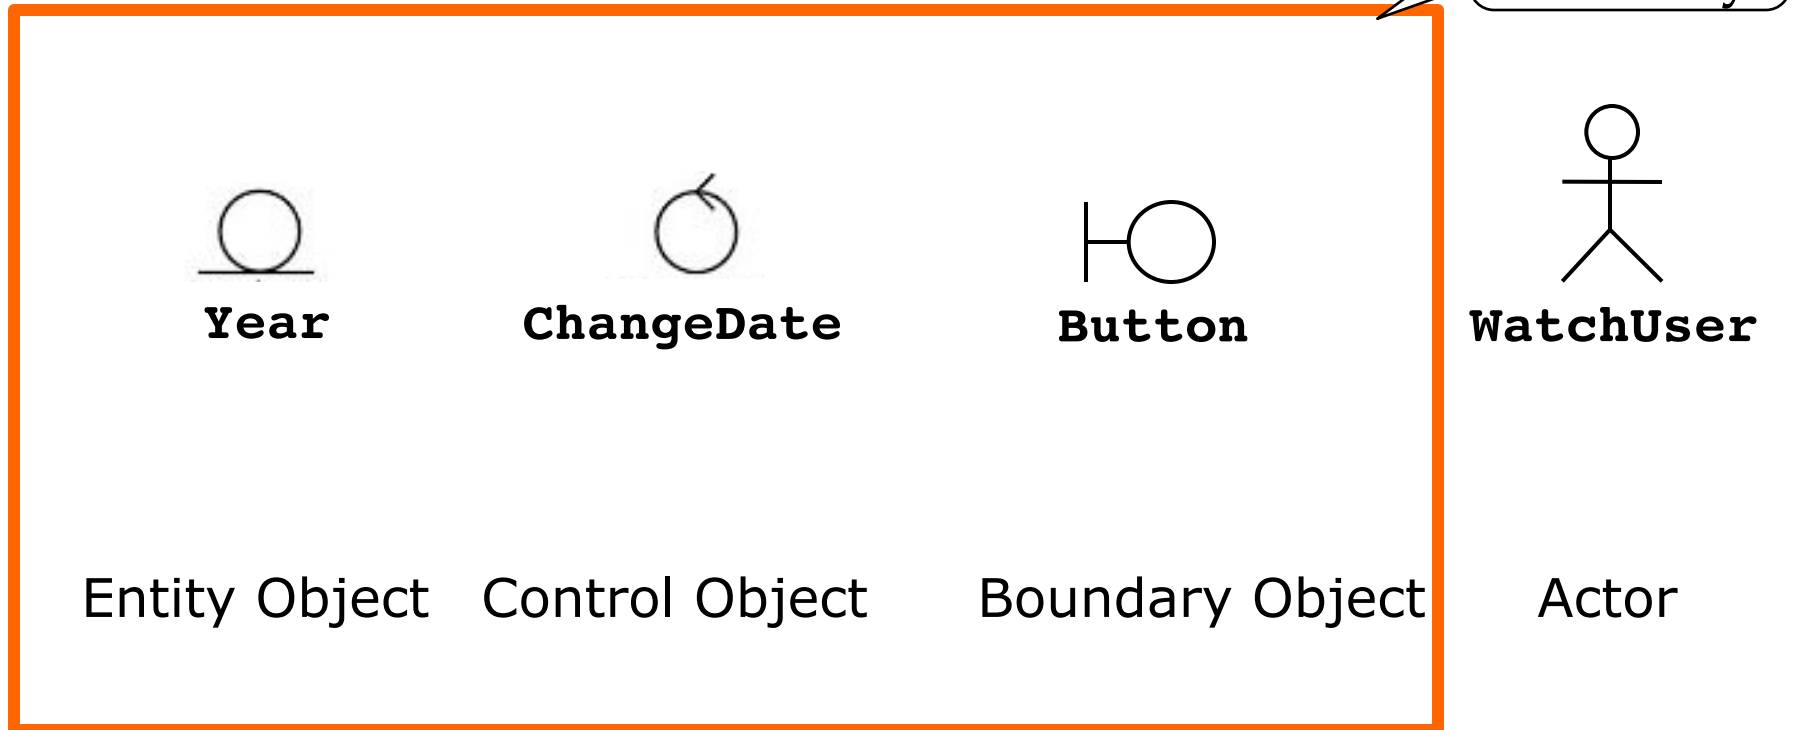 Year
ChangeDate
Button
WatchUser
Entity Object
Control Object
Boundary Object
Actor